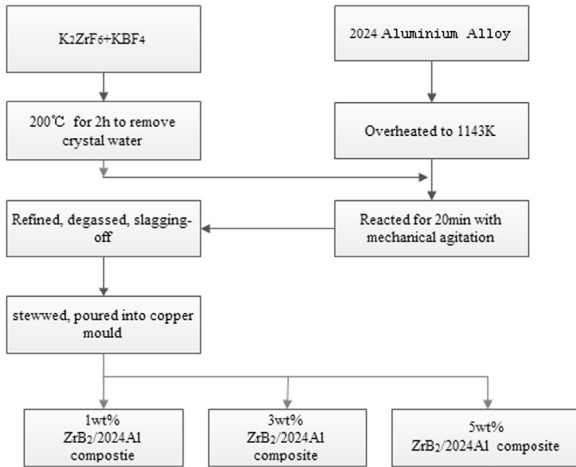 K₂ZrF₆+KBF₄
2024 Aluminium Alloy
200℃ for 2h to remove
crystal water
Overheated to 1143K
Refined, degassed, slagging-
off
Reacted for 20min with
mechanical agitation
stewwed, poured into copper
mould
1wt%
ZrB₂/2024Al
compostie
3wt%
ZrB₂/2024Al
composite
5wt%
ZrB₂/2024Al composite